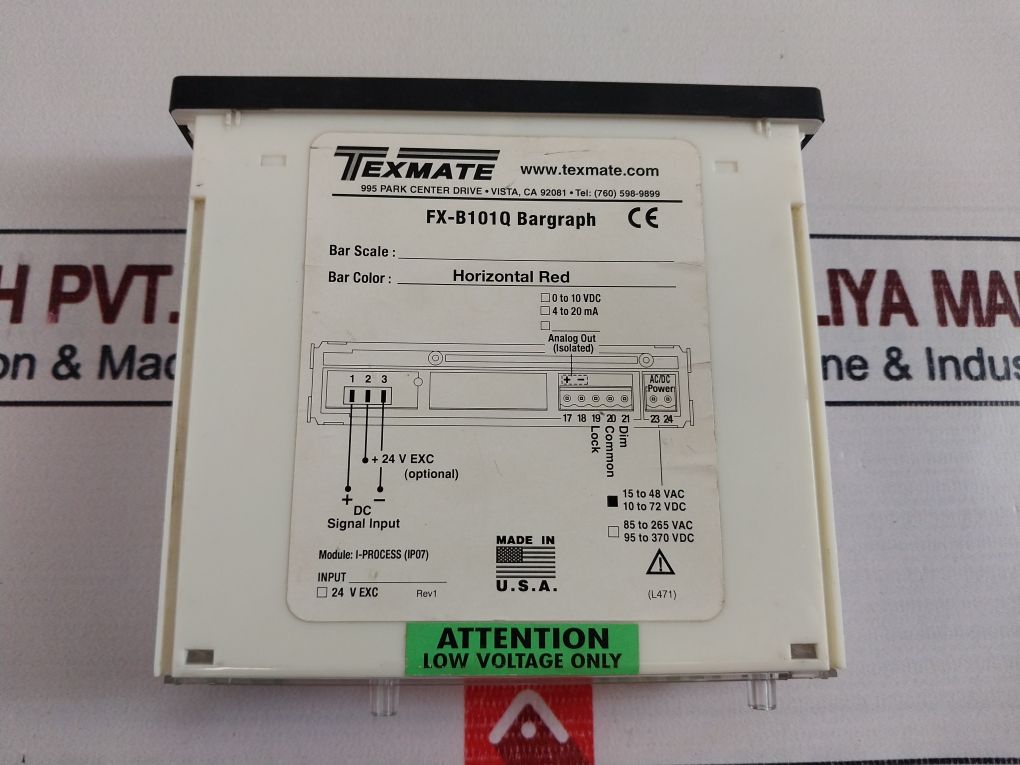 TEXMATE www.texmate.com
995 PARK CENTER DRIVE • VISTA, CA 92081 • Tel: (760) 598-9899
FX-B101Q Bargraph CE
Bar Scale :
Bar Color : Horizontal Red
0 to 10 VDC
4 to 20 mA
Analog Out
(Isolated)
1 2 3
+ −
AC/DC
Power
17 18 19 20 21 23 24
Lock
Common
Dim
+ 24 V EXC
(optional)
+ −
DC
Signal Input
15 to 48 VAC
10 to 72 VDC
85 to 265 VAC
95 to 370 VDC
Module: I-PROCESS (IP07)
INPUT
24 V EXC Rev1
MADE IN
U.S.A.
(L471)
ATTENTION
LOW VOLTAGE ONLY
H PVT.
on & Mac
LIYA MA
ne & Indus